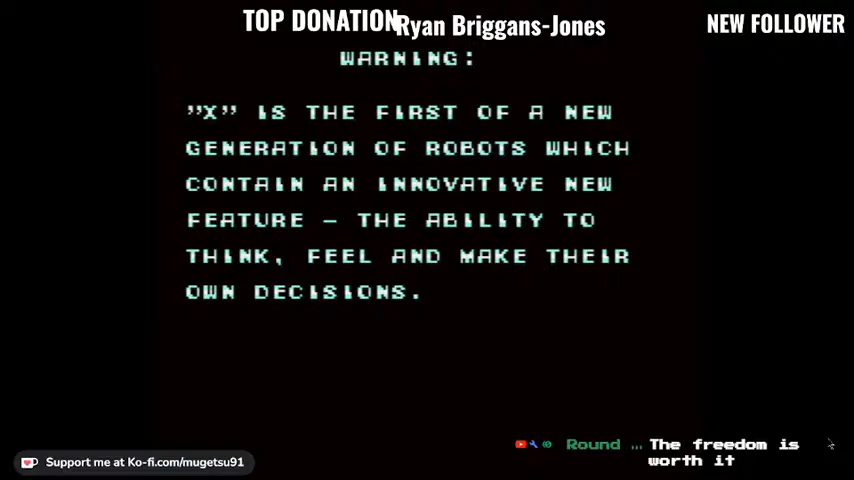 TOP DONATION
Ryan Briggans-Jones
NEW FOLLOWER
WARNING:
"X" IS THE FIRST OF A NEW
GENERATION OF ROBOTS WHICH
CONTAIN AN INNOVATIVE NEW
FEATURE - THE ABILITY TO
THINK, FEEL AND MAKE THEIR
OWN DECISIONS.
Round ... The freedom is
worth it
Support me at Ko-fi.com/mugetsu91